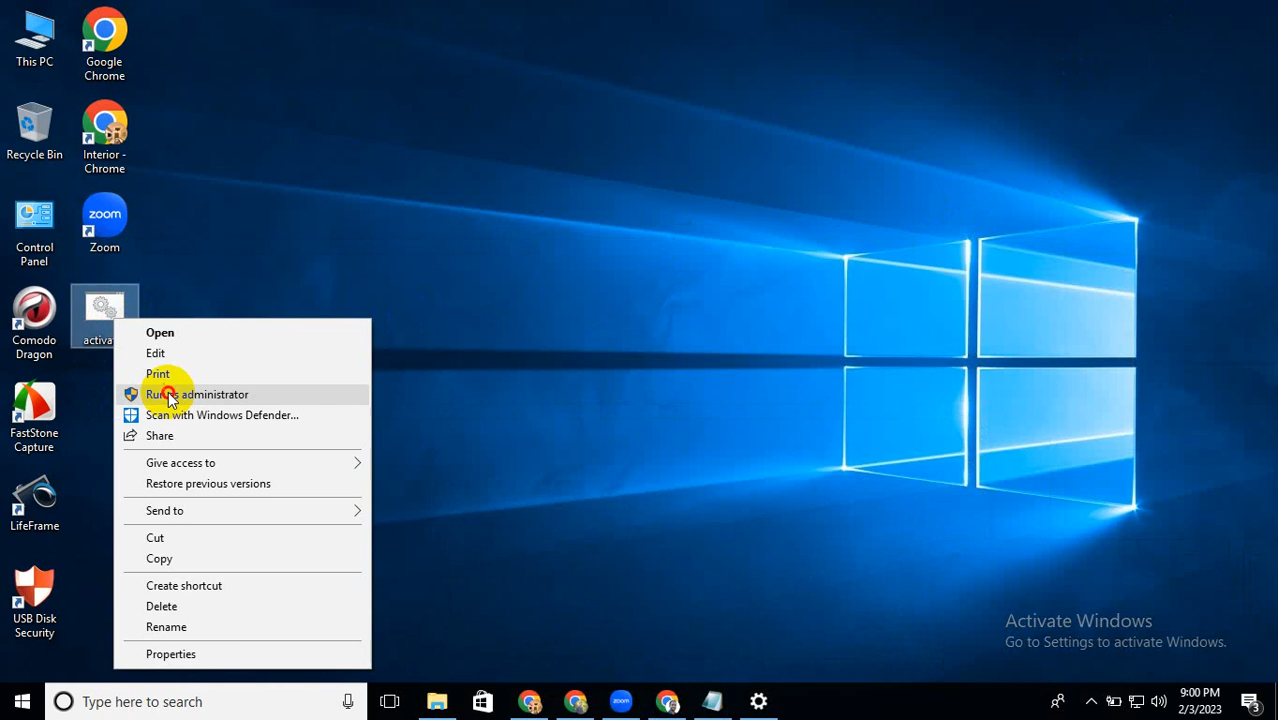 This PC
Google
Chrome
Recycle Bin
Interior -
Chrome
Control
Panel
zoom
Zoom
Comodo
Dragon
FastStone
Capture
LifeFrame
USB Disk
Security
Open
Edit
Print
administrator
Scan with Windows Defender...
Share
Give access to
Restore previous versions
Send to
Cut
Copy
Create shortcut
Delete
Rename
Properties
Activate Windows
Go to Settings to activate Windows.
Type here to search
zoom
9:00 PM
2/3/2023
3